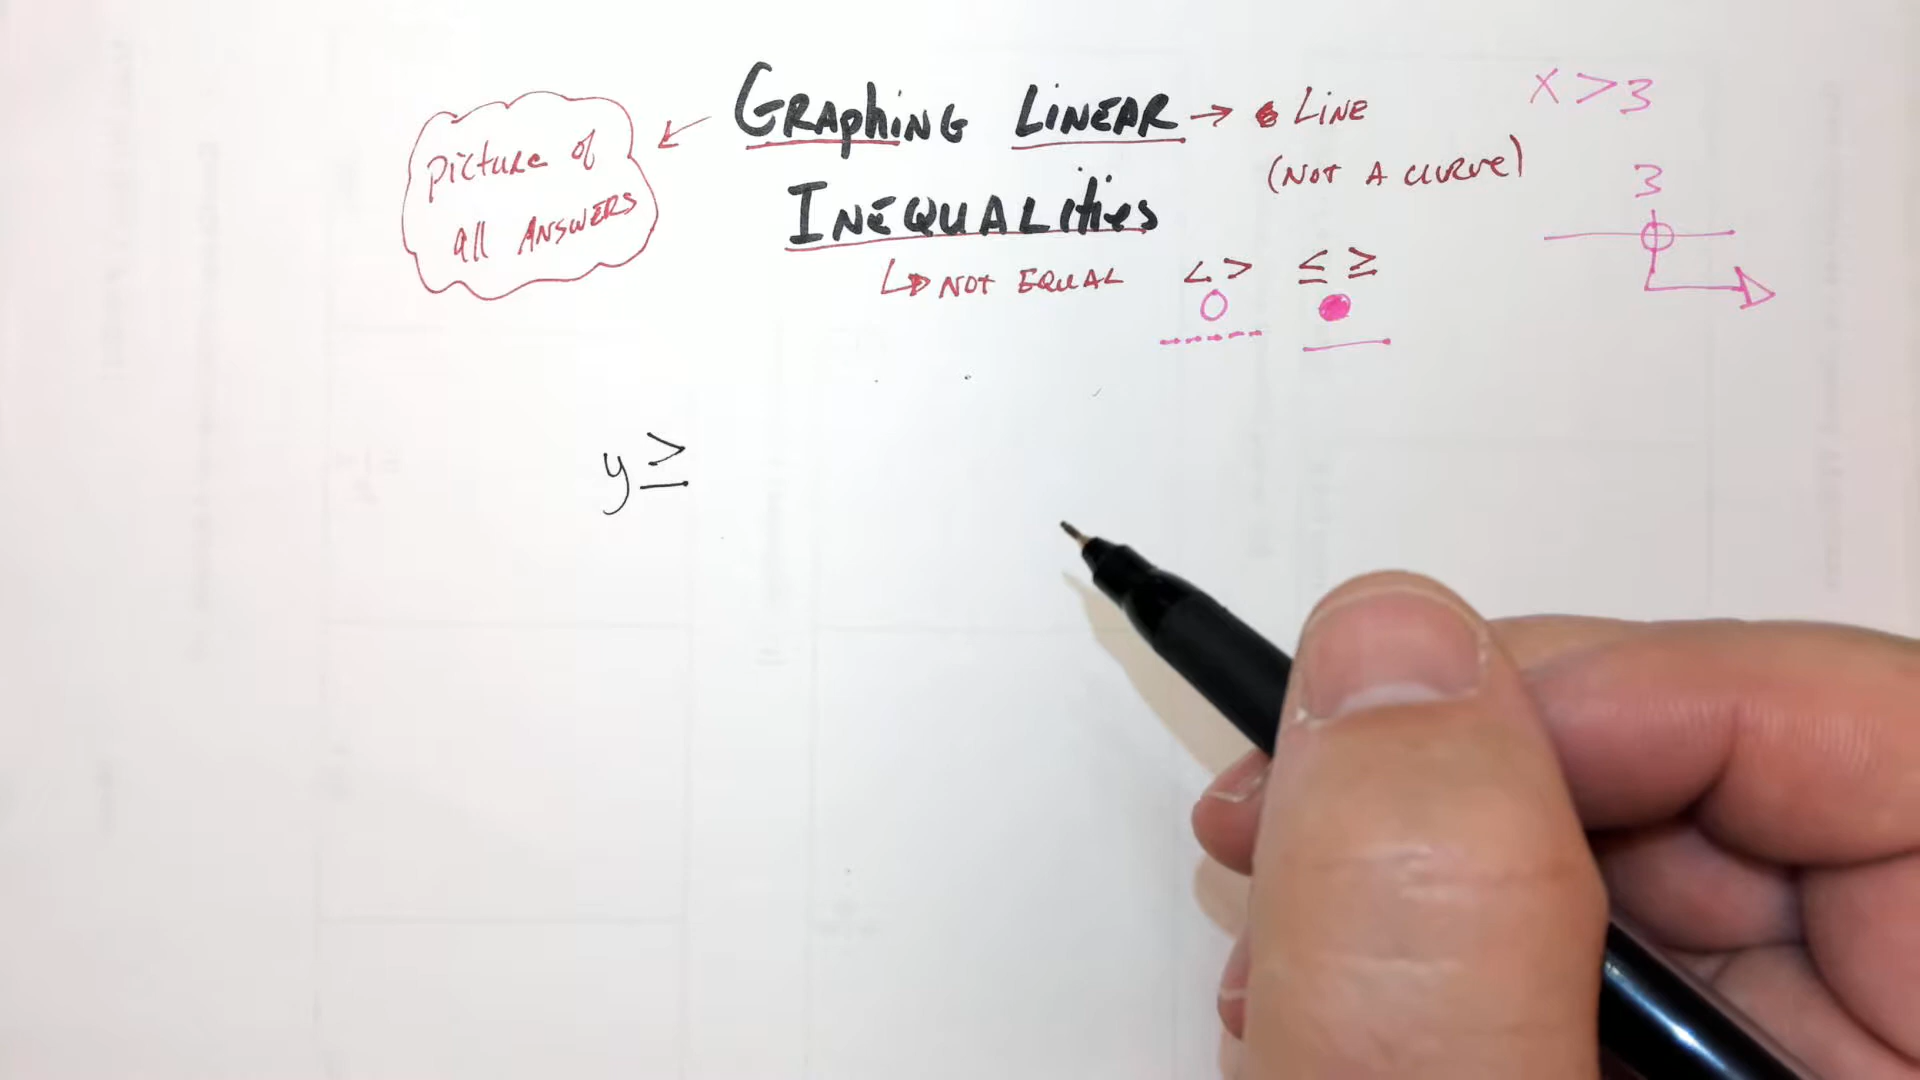 GRAPHING LINEAR → LINE
(NOT A CURVE)
INEQUALITIES
picture of
all ANSWERS
NOT EQUAL < > ≤ ≥
x > 3
3
y ≥